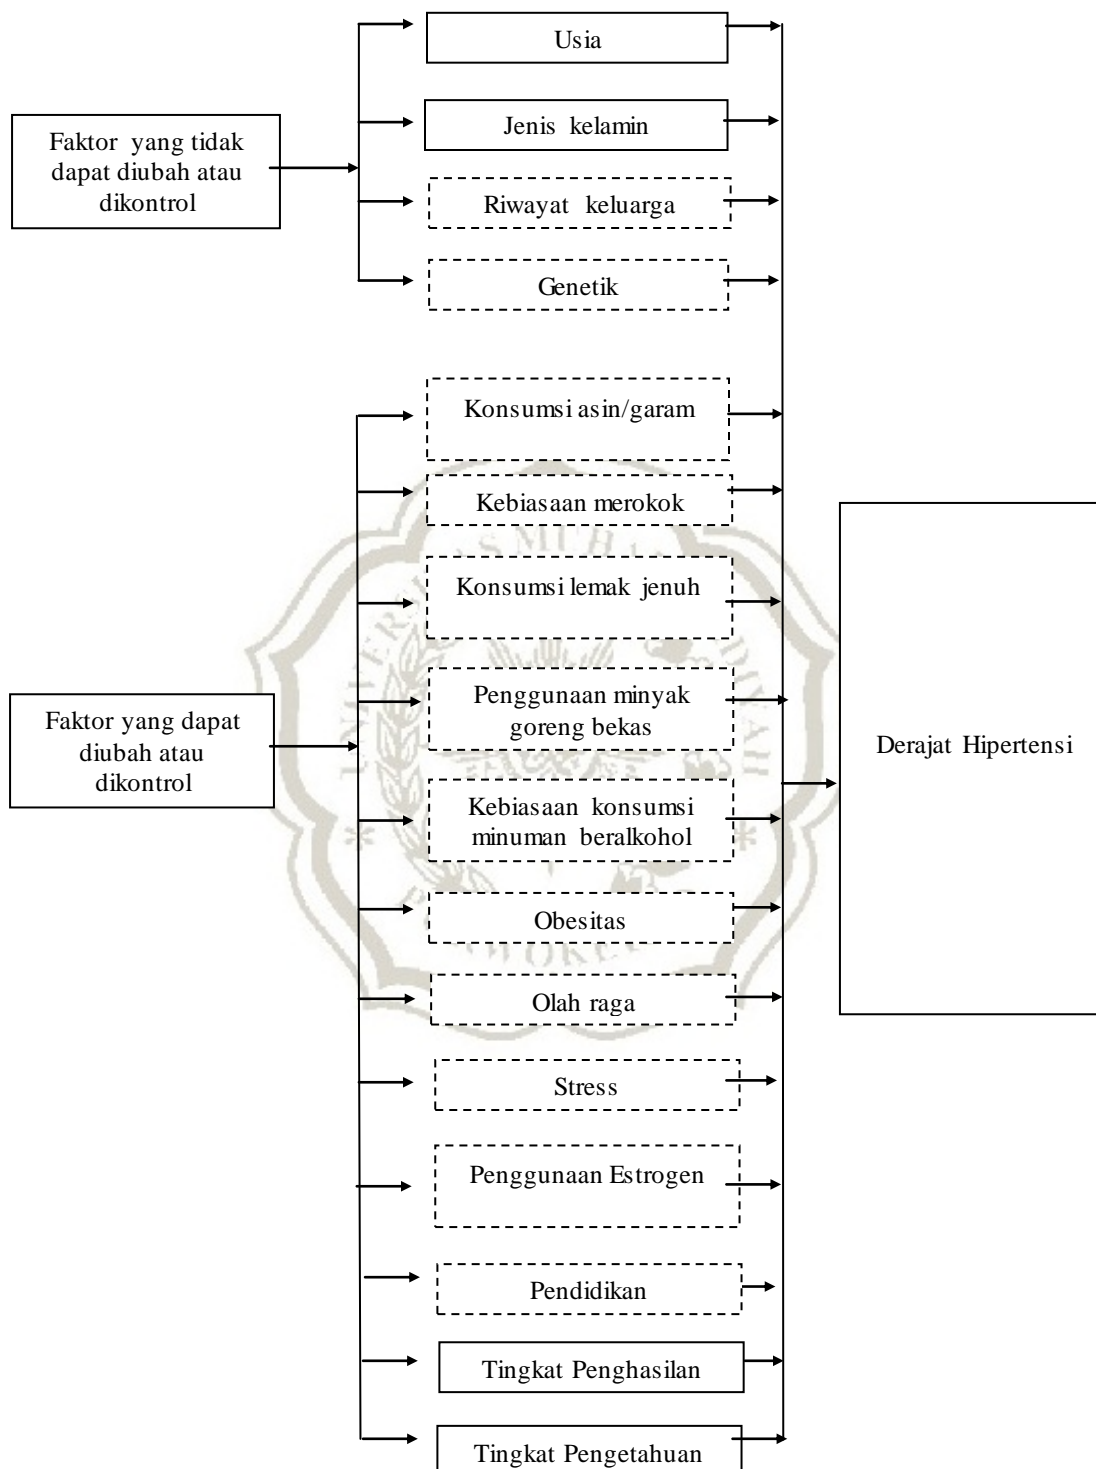 Usia
Jenis kelamin
Faktor yang tidak
dapat diubah atau
dikontrol
Riwayat keluarga
Genetik
Konsumsi asin/garam
Kebiasaan merokok
Konsumsi lemak jenuh
Penggunaan minyak
goreng bekas
Faktor yang dapat
diubah atau
dikontrol
Derajat Hipertensi
Kebiasaan konsumsi
minuman beralkohol
Obesitas
Olah raga
Stress
Penggunaan Estrogen
Pendidikan
Tingkat Penghasilan
Tingkat Pengetahuan